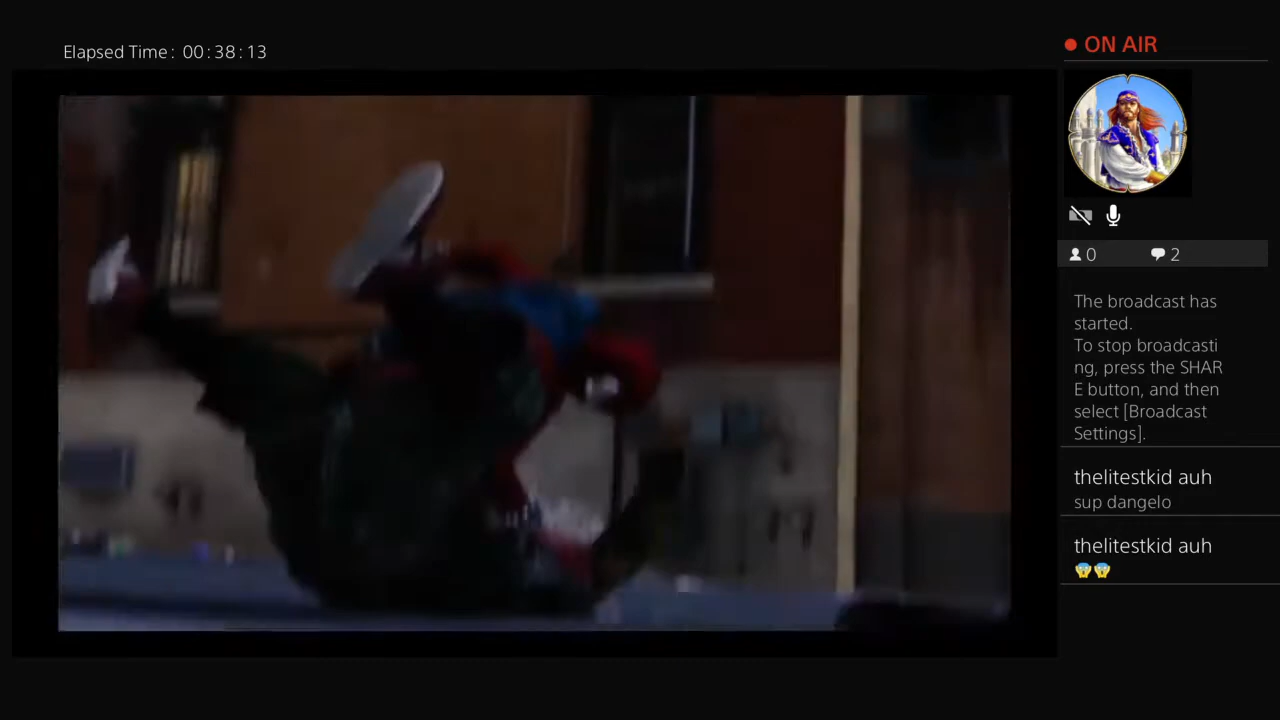 Elapsed Time: 00:38:13
ON AIR
0
2
The broadcast has
started.
To stop broadcasti
ng, press the SHAR
E button, and then
select [Broadcast
Settings].
thelitestkid auh
sup dangelo
thelitestkid auh
😱😱